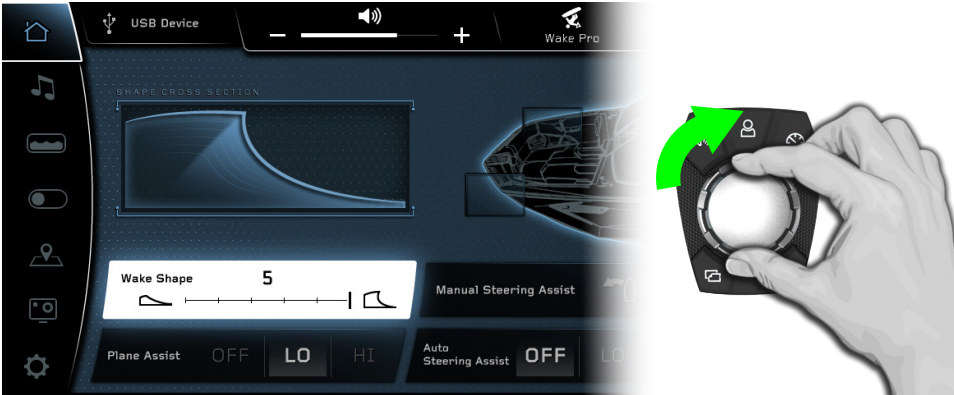 USB Device
Wake Pro
SHAPE CROSS SECTION
Wake Shape 5
Manual Steering Assist
Plane Assist OFF LO HI
Auto
Steering Assist OFF LO